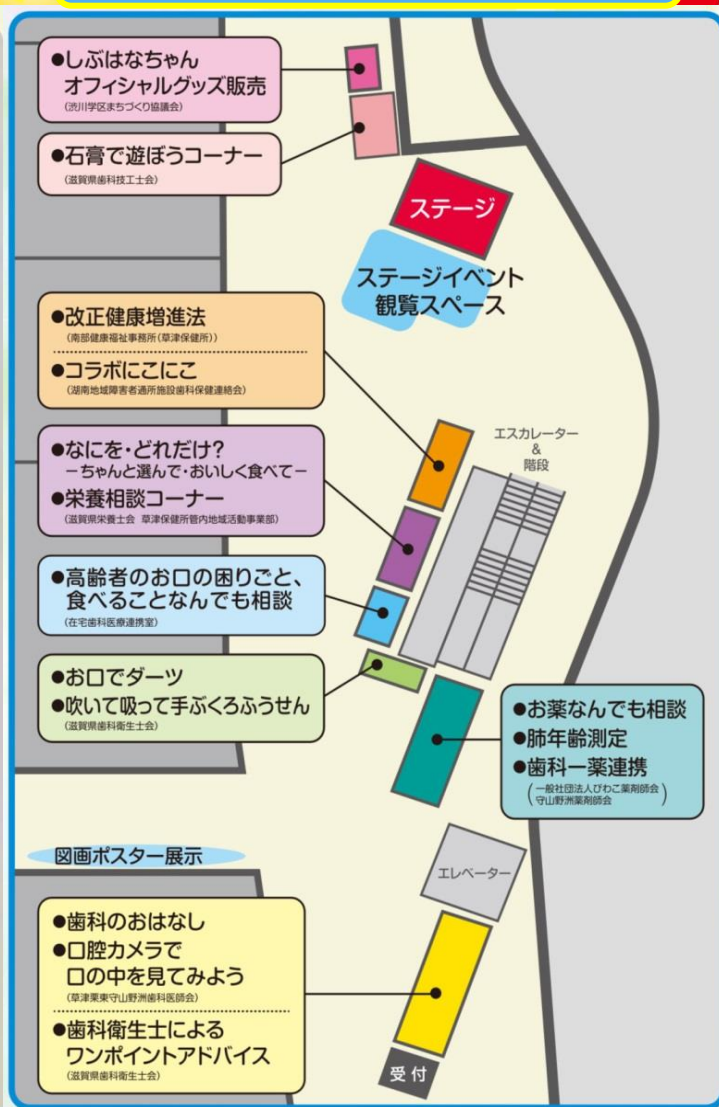 ●しぶはなちゃん
オフィシャルグッズ販売
(渋川学区まちづくり協議会)
●石膏で遊ぼうコーナー
(滋賀県歯科技工士会)
ステージ
ステージイベント
観覧スペース
●改正健康増進法
(南部健康福祉事務所(草津保健所))
●コラボにこにこ
(湖南地域障害者通所施設歯科保健連絡会)
エスカレーター
&
階段
●なにを・どれだけ?
－ちゃんと選んで・おいしく食べて－
●栄養相談コーナー
(滋賀県栄養士会 草津保健所管内地域活動事業部)
●高齢者のお口の困りごと、
食べることなんでも相談
(在宅歯科医療連携室)
●お口でダーツ
●吹いて吸って手ぶくろふうせん
(滋賀県歯科衛生士会)
●お薬なんでも相談
●肺年齢測定
●歯科ー薬連携
(一般社団法人びわこ薬剤師会
守山野洲薬剤師会)
図画ポスター展示
エレベーター
●歯科のおはなし
●口腔カメラで
口の中を見てみよう
(草津栗東守山野洲歯科医師会)
●歯科衛生士による
ワンポイントアドバイス
(滋賀県歯科衛生士会)
受付